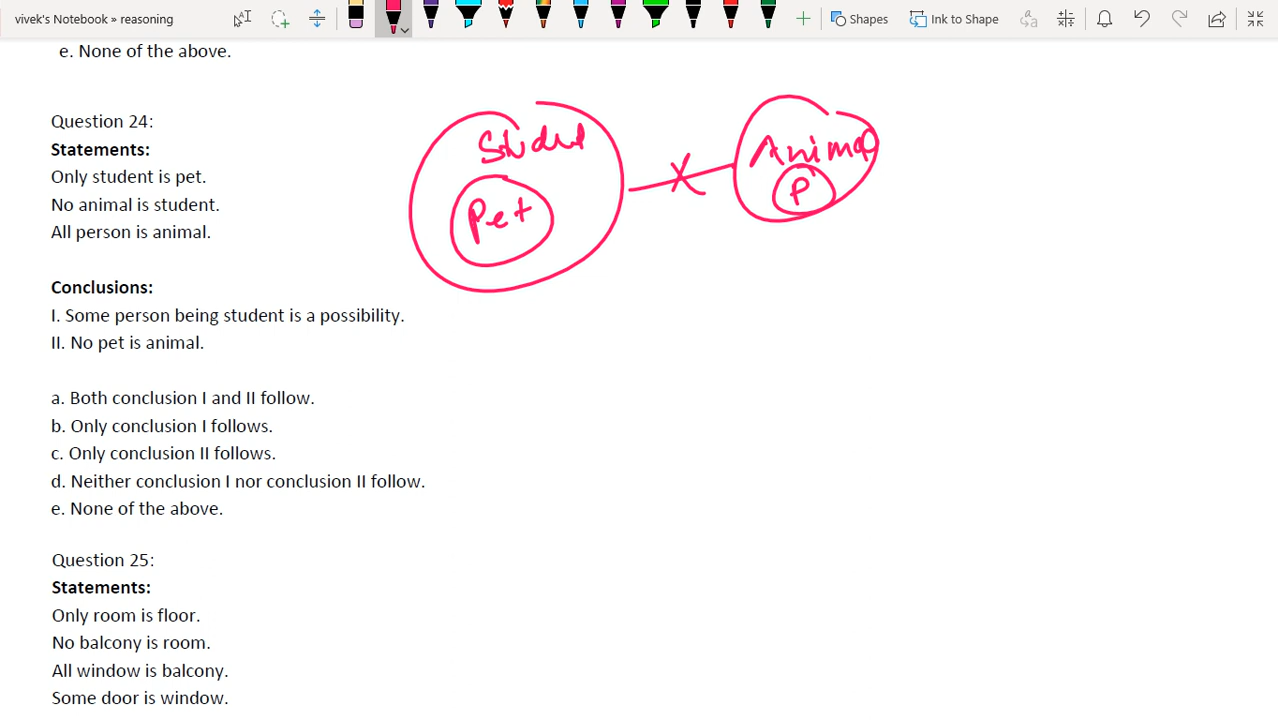 vivek's Notebook » reasoning
Shapes
Ink to Shape
e. None of the above.
Question 24:
Statements:
Only student is pet.
No animal is student.
All person is animal.
Student
Pet
Animal
P
Conclusions:
I. Some person being student is a possibility.
II. No pet is animal.
a. Both conclusion I and II follow.
b. Only conclusion I follows.
c. Only conclusion II follows.
d. Neither conclusion I nor conclusion II follow.
e. None of the above.
Question 25:
Statements:
Only room is floor.
No balcony is room.
All window is balcony.
Some door is window.